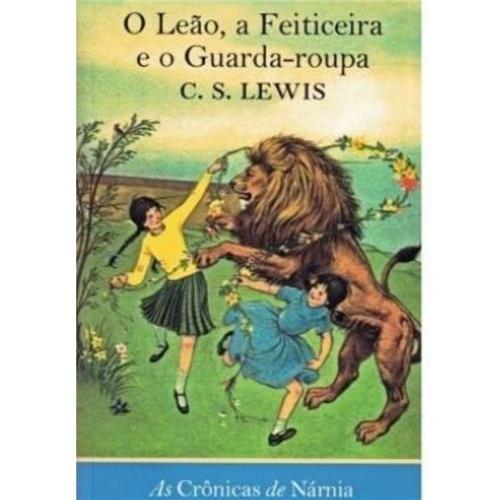 O Leão, a Feiticeira
e o Guarda-roupa
C. S. LEWIS
As Crônicas de Nárnia